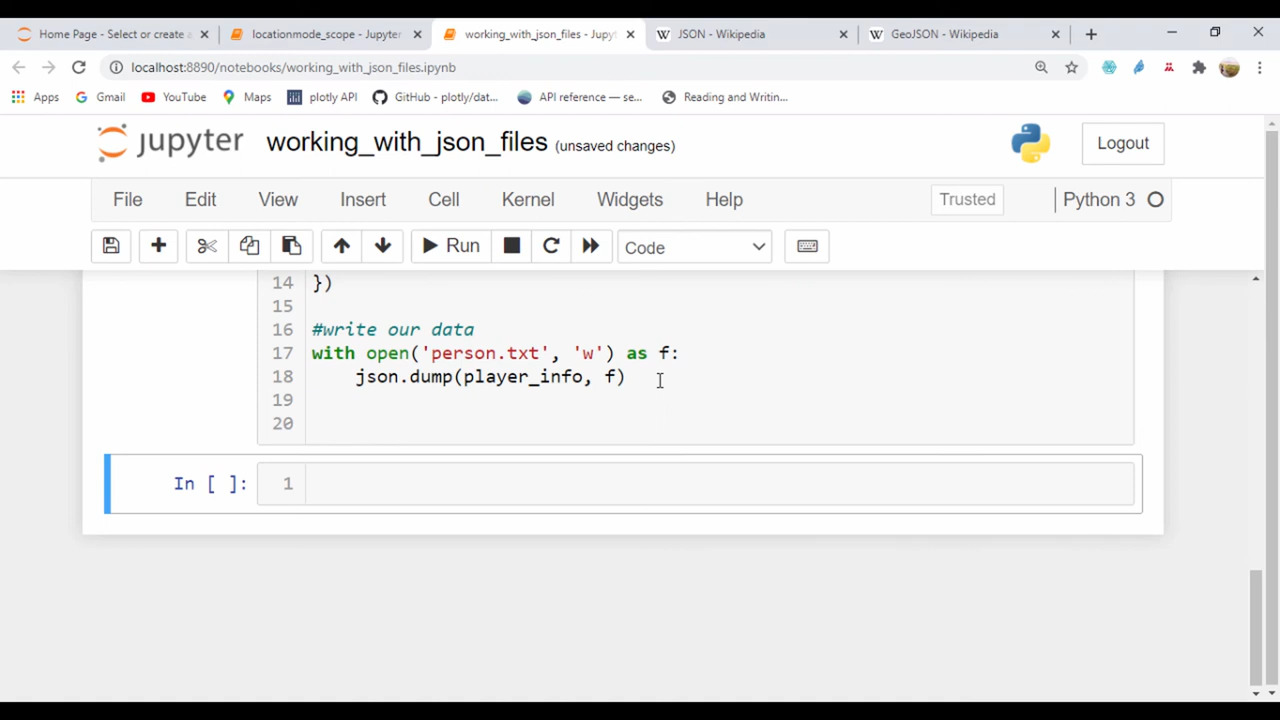 Home Page - Select or create
locationmode_scope - Jupyter
working_with_json_files - Jupyt
W JSON - Wikipedia
W GeoJSON - Wikipedia
localhost:8890/notebooks/working_with_json_files.ipynb
Apps
Gmail
YouTube
Maps
plotly API
GitHub - plotly/dat...
API reference — se...
Reading and Writin...
jupyter working_with_json_files (unsaved changes)
Logout
File Edit View Insert Cell Kernel Widgets Help
Trusted
Python 3
Run
Code
14 })
15
16 #write our data
17 with open('person.txt', 'w') as f:
18 json.dump(player_info, f)
19
20
In [ ]: 1